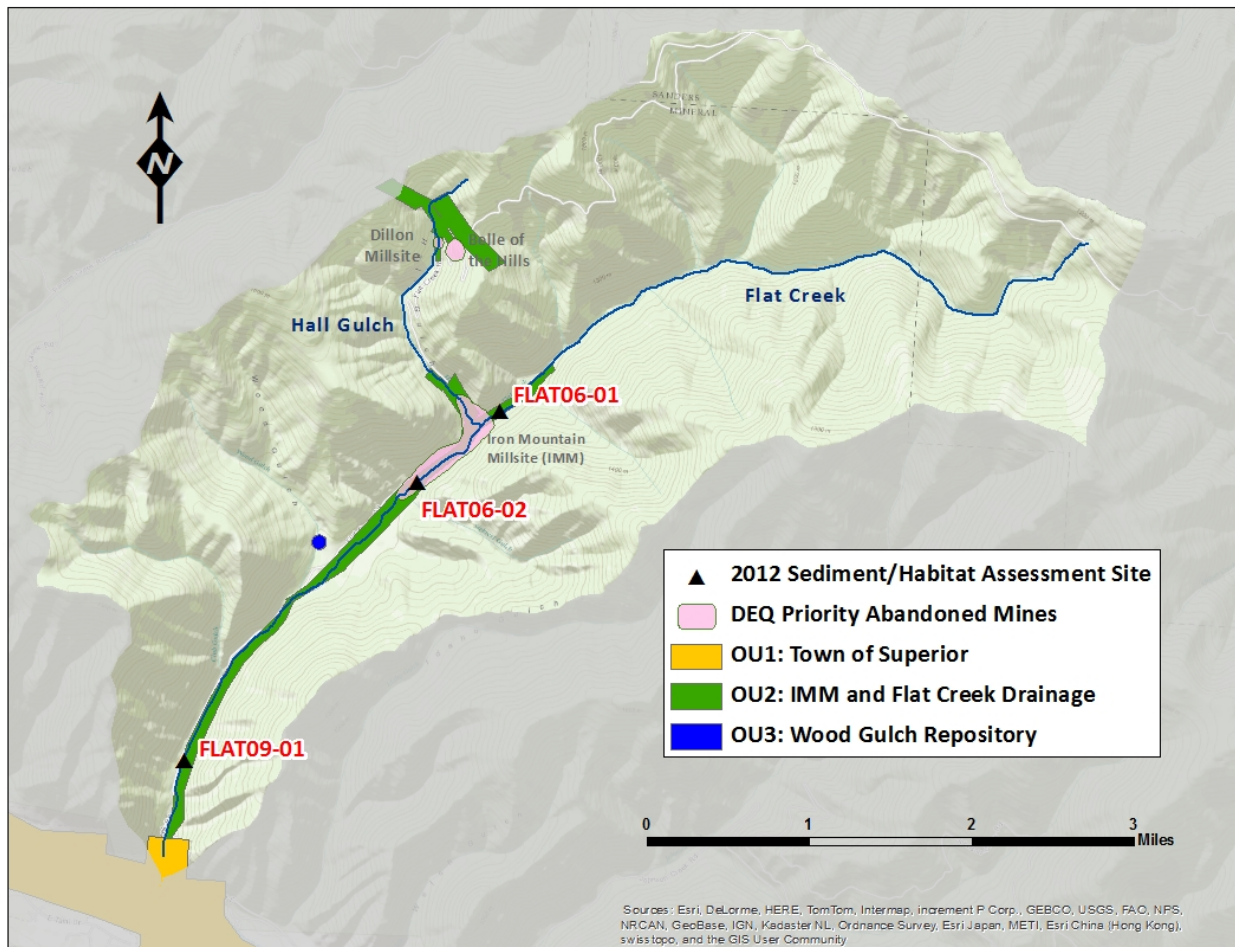 N
SANDERS
MINERAL
Dillon
Millsite
Belle of
the Hills
Flat Creek
Hall Gulch
FLAT06-01
Iron Mountain
Millsite (IMM)
FLAT06-02
2012 Sediment/Habitat Assessment Site
DEQ Priority Abandoned Mines
OU1: Town of Superior
OU2: IMM and Flat Creek Drainage
OU3: Wood Gulch Repository
FLAT09-01
0 1 2 3
Miles
Sources: Esri, DeLorme, HERE, TomTom, Intermap, increment P Corp., GEBCO, USGS, FAO, NPS,
NRCAN, GeoBase, IGN, Kadaster NL, Ordnance Survey, Esri Japan, METI, Esri China (Hong Kong),
swisstopo, and the GIS User Community